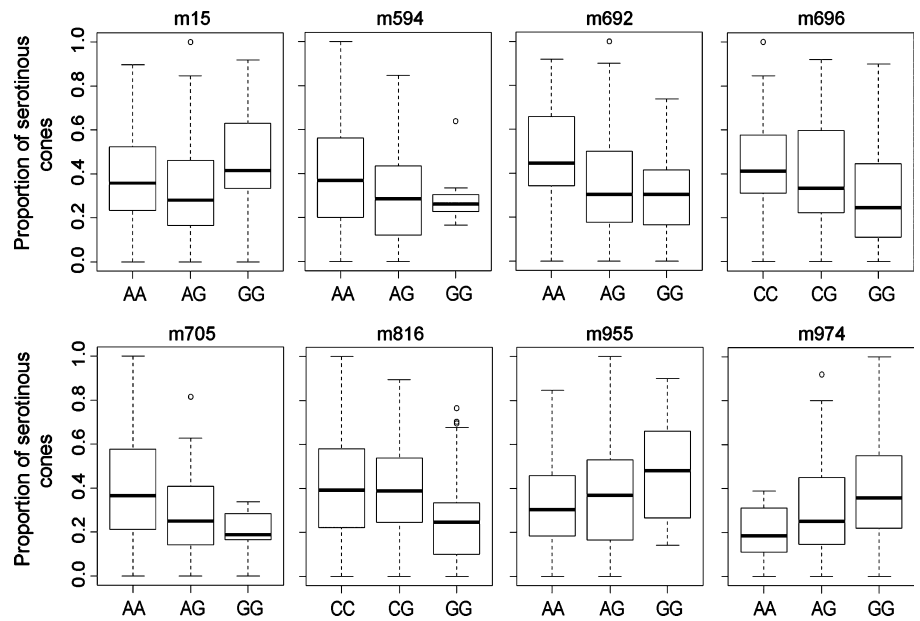 m15 m594 m692 m696
Proportion of serotinous
cones
1.0
0.8
0.6
0.4
0.2
0.0
AA AG GG AA AG GG AA AG GG CC CG GG
m705 m816 m955 m974
Proportion of serotinous
cones
1.0
0.8
0.6
0.4
0.2
0.0
AA AG GG CC CG GG AA AG GG AA AG GG